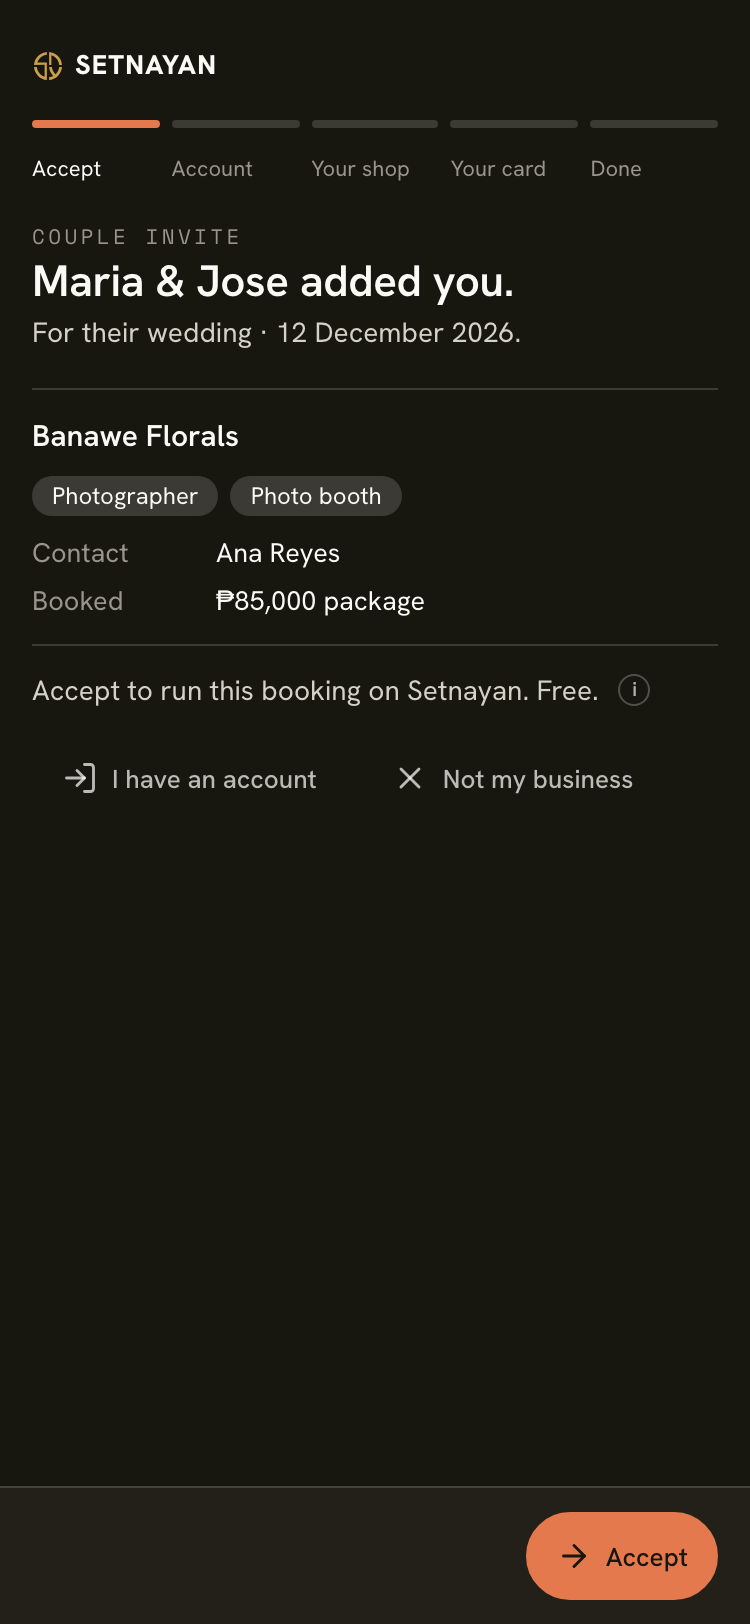 SETNAYAN
Accept Account Your shop Your card Done
COUPLE INVITE
Maria & Jose added you.
For their wedding · 12 December 2026.
Banawe Florals
Photographer Photo booth
Contact Ana Reyes
Booked ₱85,000 package
Accept to run this booking on Setnayan. Free. i
I have an account Not my business
Accept